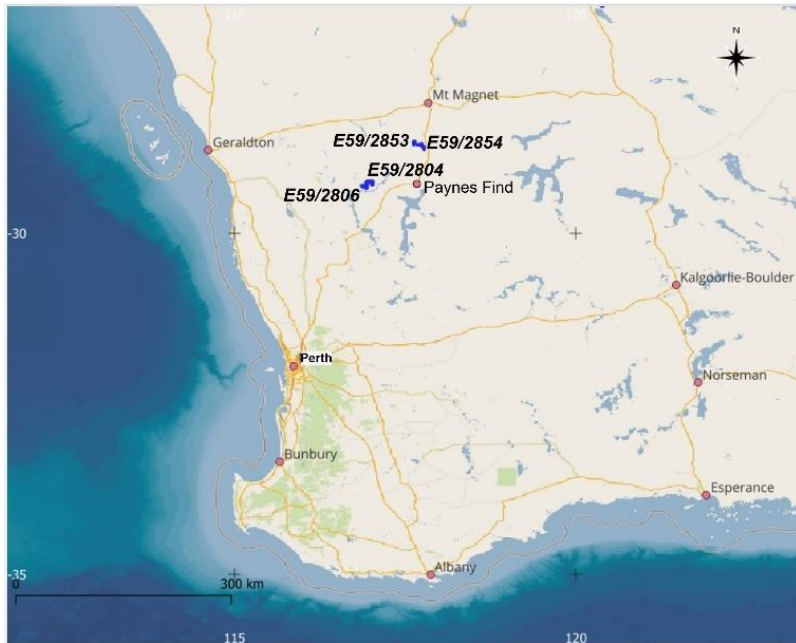 115
120
N
Mt Magnet
Geraldton
E59/2853
E59/2854
E59/2804
E59/2806
Paynes Find
-30
Kalgoorlie-Boulder
Perth
Norseman
Bunbury
Esperance
Albany
-35
0
300 km
115
120